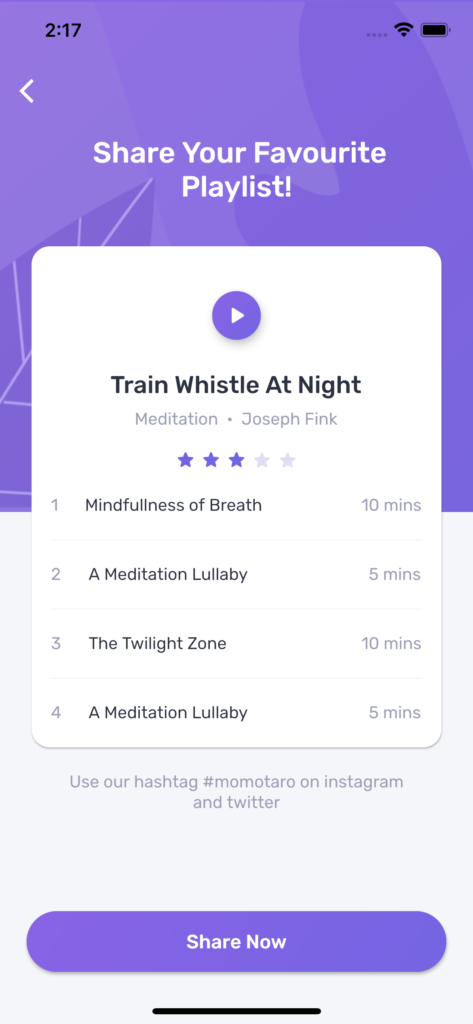 2:17
Share Your Favourite
Playlist!
Train Whistle At Night
Meditation • Joseph Fink
1 Mindfullness of Breath 10 mins
2 A Meditation Lullaby 5 mins
3 The Twilight Zone 10 mins
4 A Meditation Lullaby 5 mins
Use our hashtag #momotaro on instagram
and twitter
Share Now